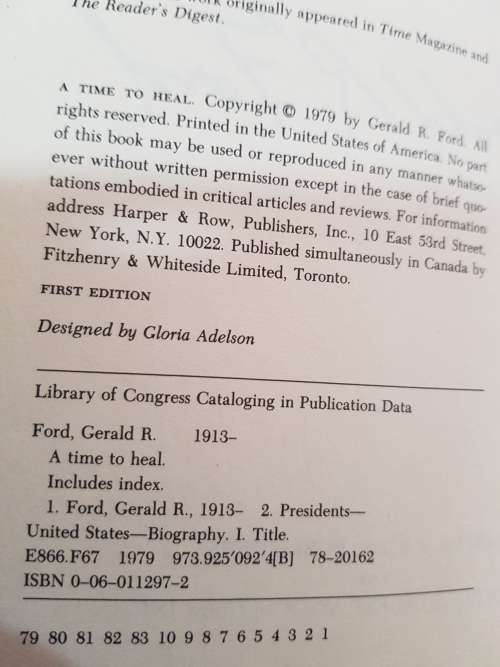 originally appeared in Time Magazine and
The Reader's Digest.
A TIME TO HEAL. Copyright © 1979 by Gerald R. Ford. All
rights reserved. Printed in the United States of America. No part
of this book may be used or reproduced in any manner whatso-
ever without written permission except in the case of brief quo-
tations embodied in critical articles and reviews. For information
address Harper & Row, Publishers, Inc., 10 East 53rd Street,
New York, N.Y. 10022. Published simultaneously in Canada by
Fitzhenry & Whiteside Limited, Toronto.
FIRST EDITION
Designed by Gloria Adelson
Library of Congress Cataloging in Publication Data
Ford, Gerald R. 1913–
A time to heal.
Includes index.
1. Ford, Gerald R., 1913– 2. Presidents—
United States—Biography. I. Title.
E866.F67 1979 973.925′092′4[B] 78–20162
ISBN 0–06–011297–2
79 80 81 82 83 10 9 8 7 6 5 4 3 2 1